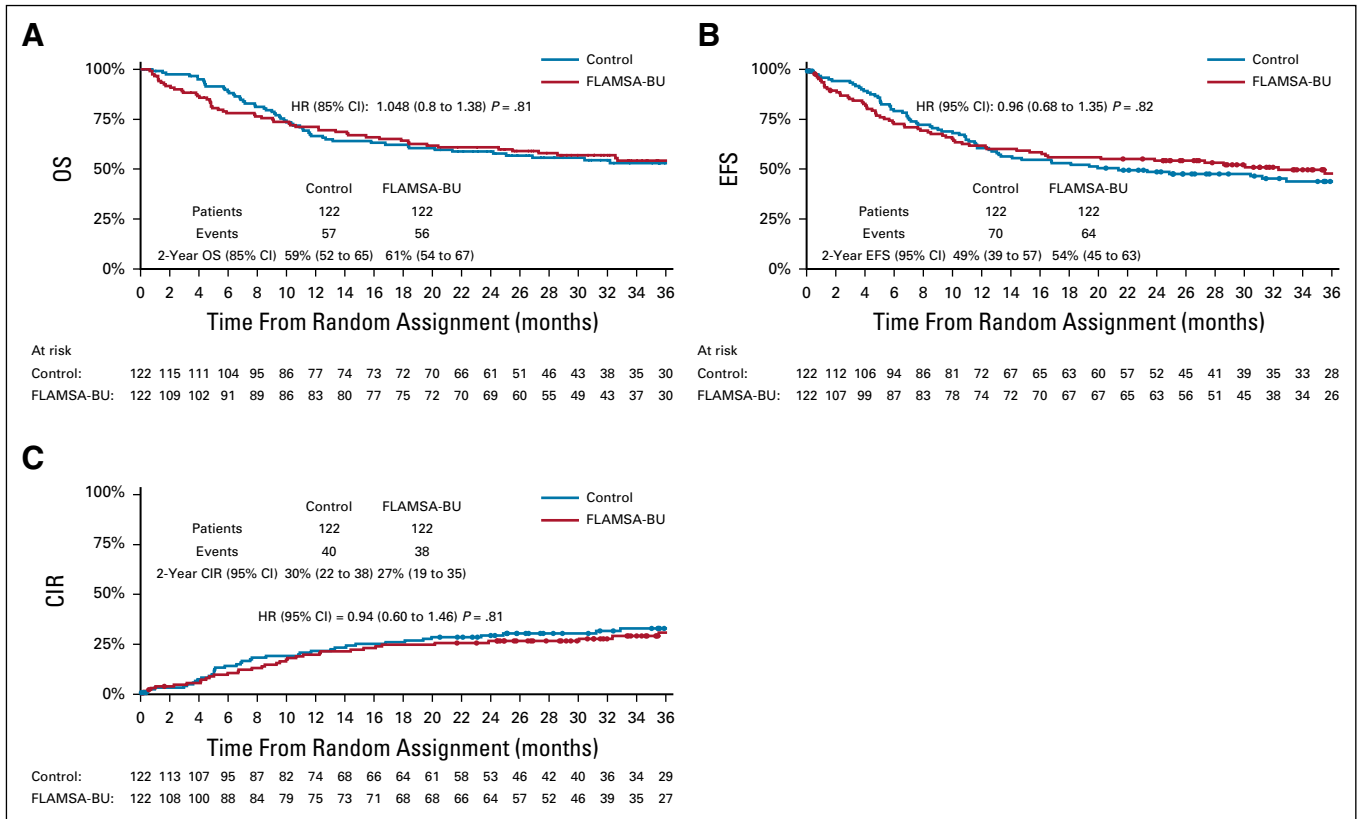 A
OS
100%
75%
50%
25%
0%
Control
FLAMSA-BU
HR (85% CI): 1.048 (0.8 to 1.38) P = .81
Control FLAMSA-BU
Patients 122 122
Events 57 56
2-Year OS (85% CI) 59% (52 to 65) 61% (54 to 67)
0 2 4 6 8 10 12 14 16 18 20 22 24 26 28 30 32 34 36
Time From Random Assignment (months)
At risk
Control: 122 115 111 104 95 86 77 74 73 72 70 66 61 51 46 43 38 35 30
FLAMSA-BU: 122 109 102 91 89 86 83 80 77 75 72 70 69 60 55 49 43 37 30
B
EFS
100%
75%
50%
25%
0%
Control
FLAMSA-BU
HR (95% CI): 0.96 (0.68 to 1.35) P = .82
Control FLAMSA-BU
Patients 122 122
Events 70 64
2-Year EFS (95% CI) 49% (39 to 57) 54% (45 to 63)
0 2 4 6 8 10 12 14 16 18 20 22 24 26 28 30 32 34 36
Time From Random Assignment (months)
At risk
Control: 122 112 106 94 86 81 72 67 65 63 60 57 52 45 41 39 35 33 28
FLAMSA-BU: 122 107 99 87 83 78 74 72 70 67 67 65 63 56 51 45 38 34 26
C
CIR
100%
75%
50%
25%
0%
Control
FLAMSA-BU
Control FLAMSA-BU
Patients 122 122
Events 40 38
2-Year CIR (95% CI) 30% (22 to 38) 27% (19 to 35)
HR (95% CI) = 0.94 (0.60 to 1.46) P = .81
0 2 4 6 8 10 12 14 16 18 20 22 24 26 28 30 32 34 36
Time From Random Assignment (months)
Control: 122 113 107 95 87 82 74 68 66 64 61 58 53 46 42 40 36 34 29
FLAMSA-BU: 122 108 100 88 84 79 75 73 71 68 68 66 64 57 52 46 39 35 27